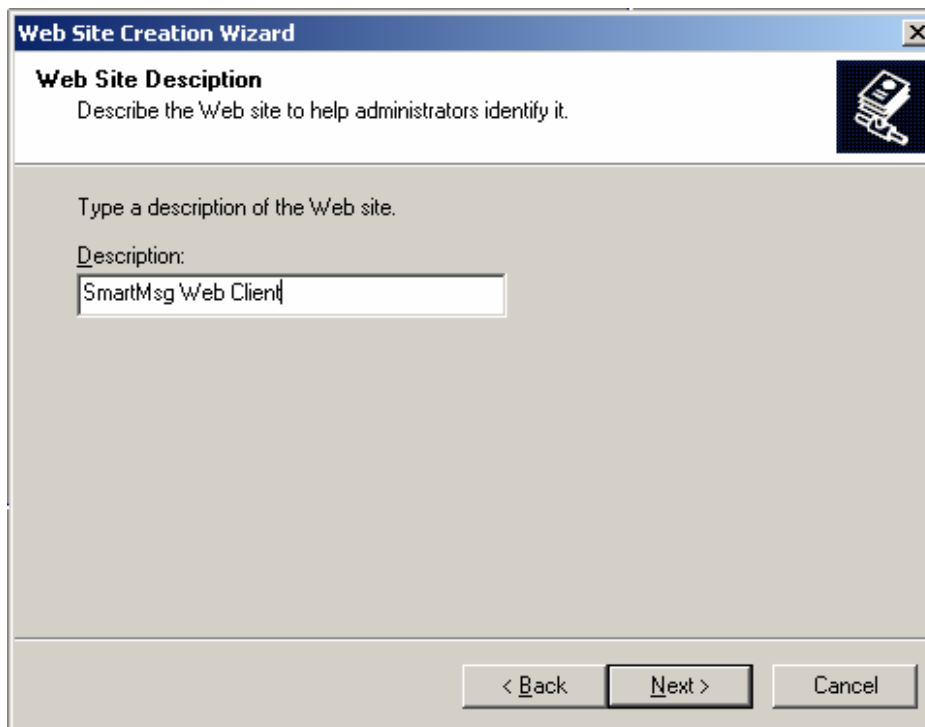 Web Site Creation Wizard
Web Site Desciption
Describe the Web site to help administrators identify it.
Type a description of the Web site.
Description:
SmartMsg Web Client
< Back Next > Cancel